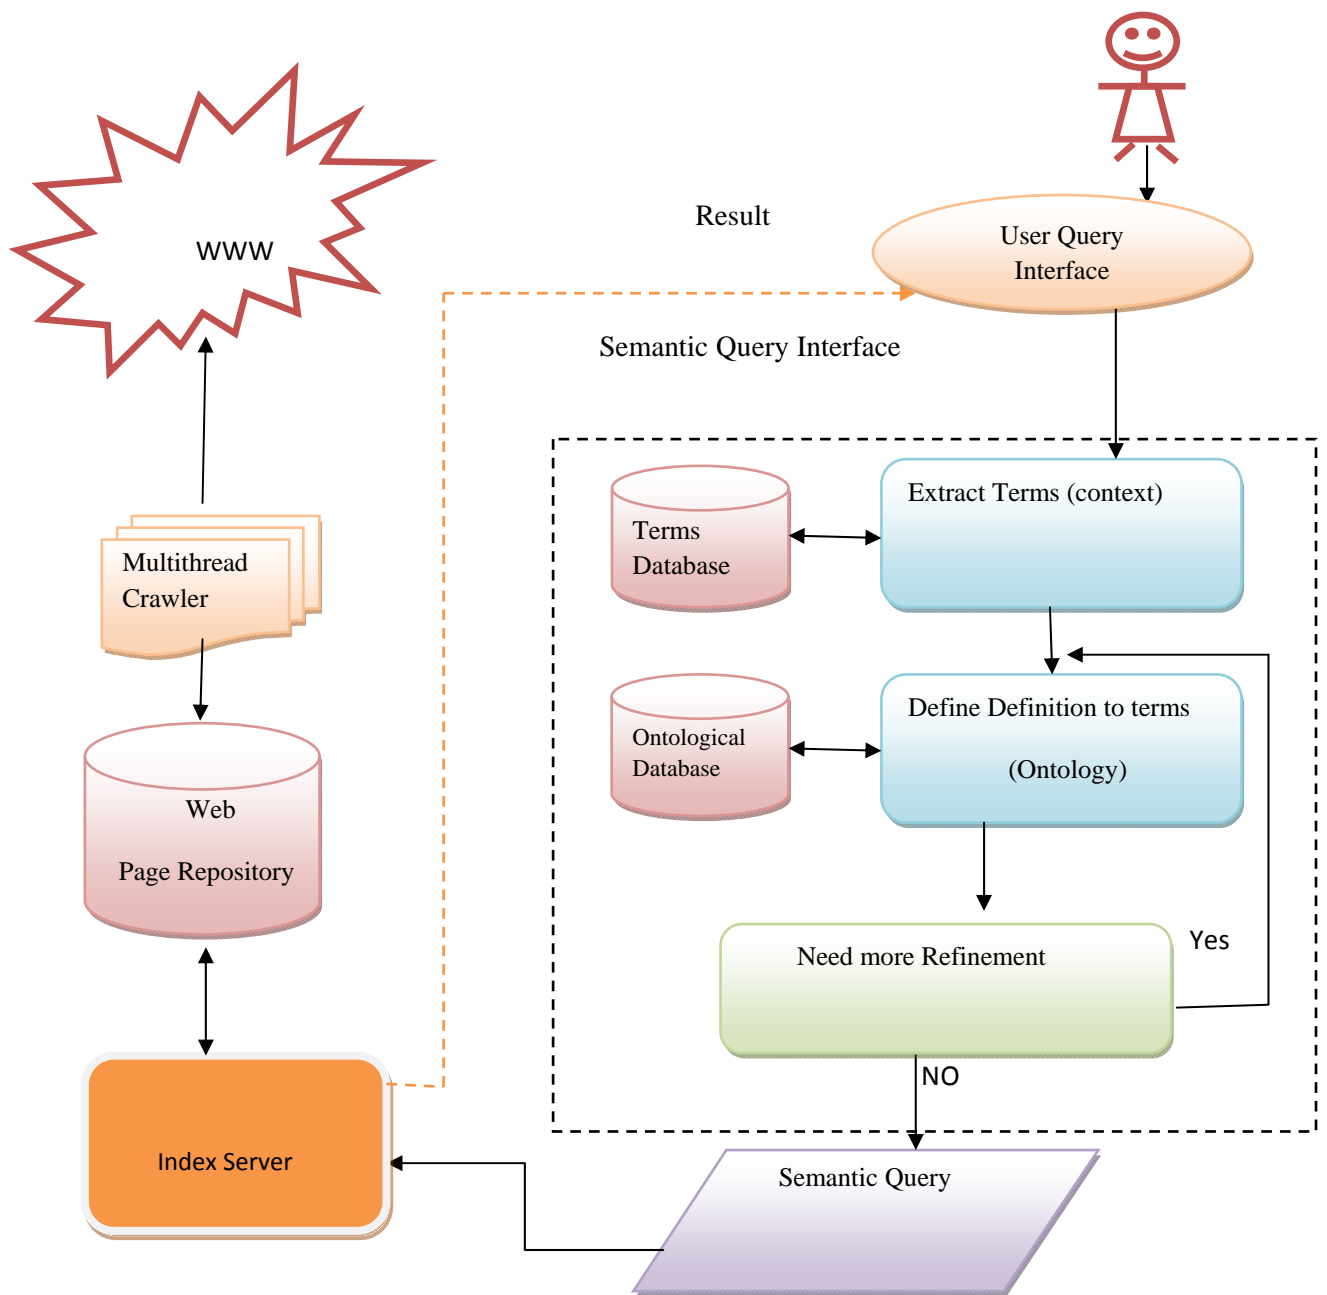 Result
User Query
Interface
WWW
Semantic Query Interface
Extract Terms (context)
Terms
Database
Multithread
Crawler
Define Definition to terms
(Ontology)
Ontological
Database
Web
Page Repository
Need more Refinement
Yes
NO
Index Server
Semantic Query